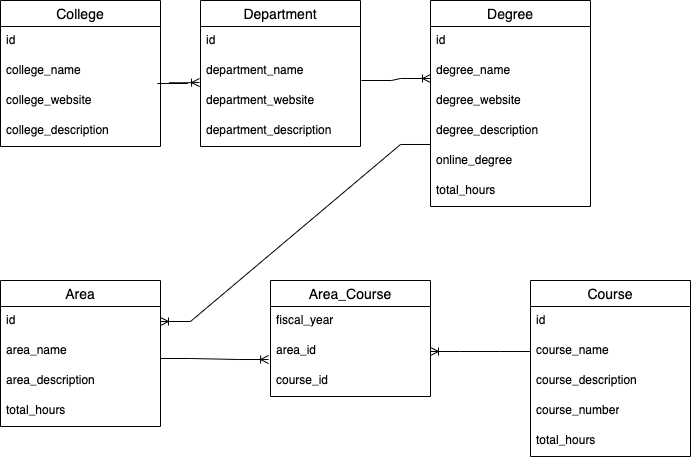 College
id
college_name
college_website
college_description
Department
id
department_name
department_website
department_description
Degree
id
degree_name
degree_website
degree_description
online_degree
total_hours
Area
id
area_name
area_description
total_hours
Area_Course
fiscal_year
area_id
course_id
Course
id
course_name
course_description
course_number
total_hours